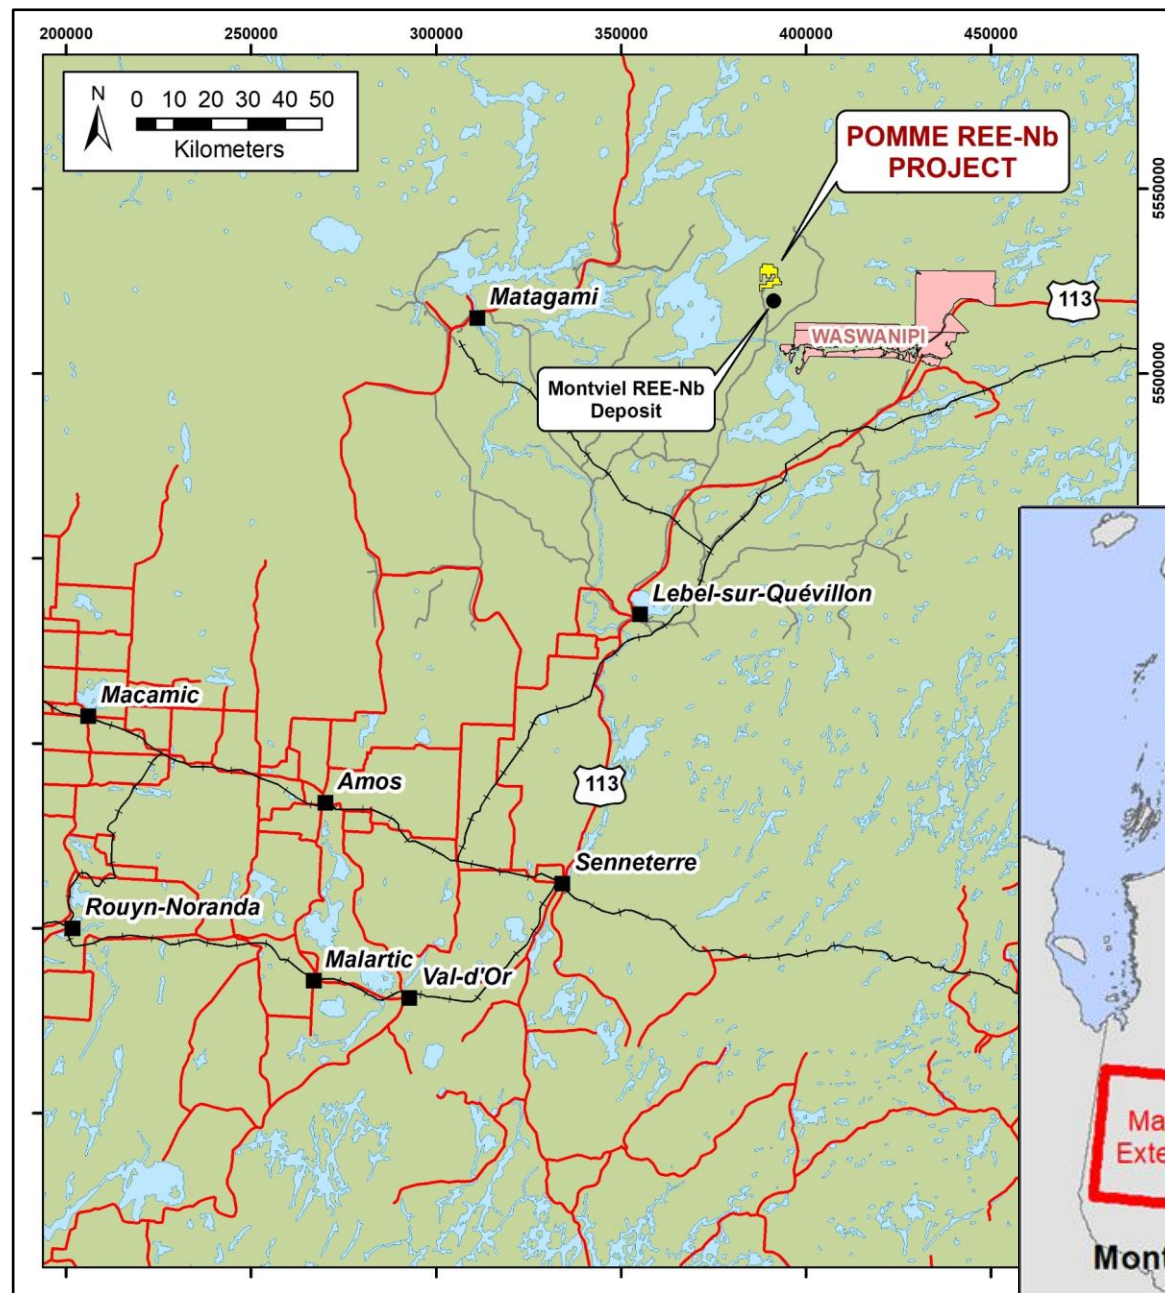 200000 250000 300000 350000 400000 450000
N
0 10 20 30 40 50
Kilometers
POMME REE-Nb
PROJECT
5550000
Matagami
113
WASWANIPI
5500000
Montviel REE-Nb
Deposit
Lebel-sur-Quévillon
Macamic
Amos
113
Senneterre
Rouyn-Noranda
Malartic
Val-d'Or
Ma
Exte
Mont